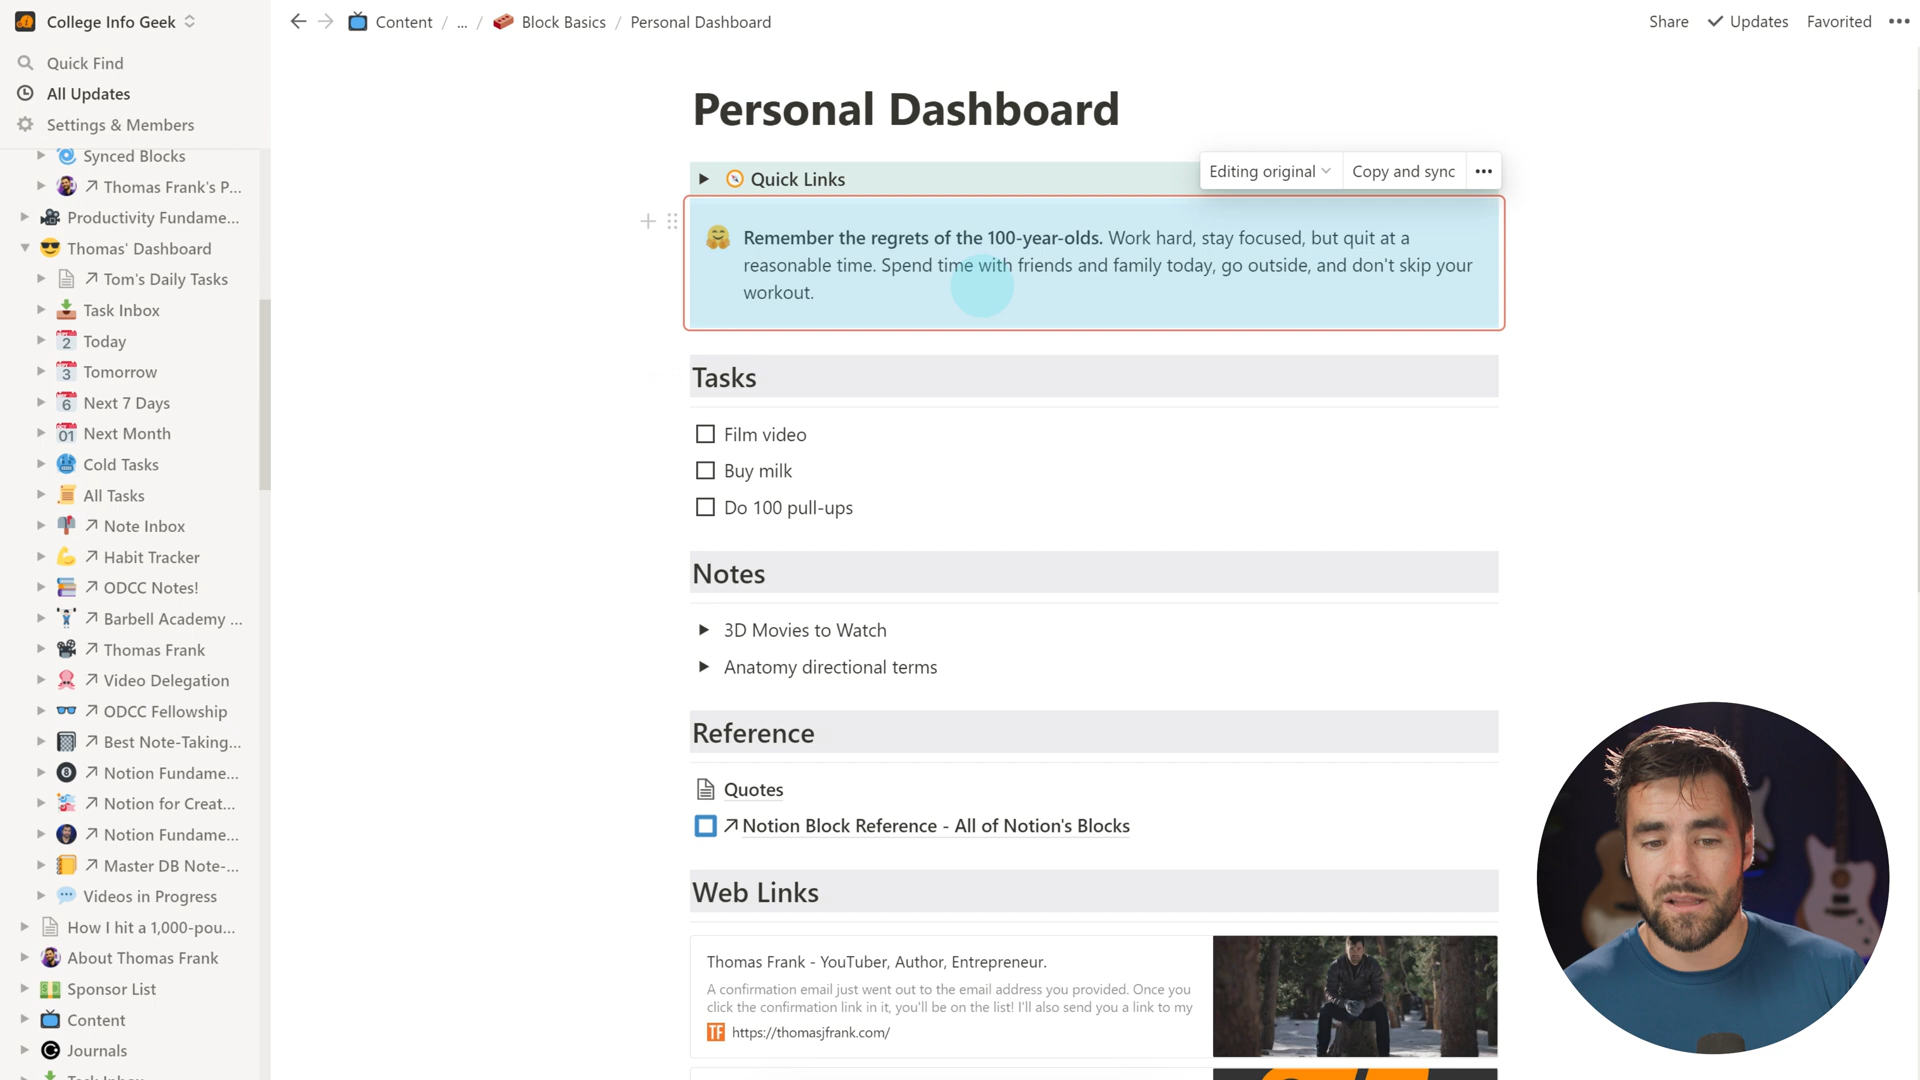 College Info Geek
Content / ... / Block Basics / Personal Dashboard
Share
Updates
Favorited
Quick Find
All Updates
Settings & Members
Synced Blocks
Thomas Frank's P...
Productivity Fundame...
Thomas' Dashboard
Tom's Daily Tasks
Task Inbox
2 Today
3 Tomorrow
6 Next 7 Days
01 Next Month
Cold Tasks
All Tasks
Note Inbox
Habit Tracker
ODCC Notes!
Barbell Academy ...
Thomas Frank
Video Delegation
ODCC Fellowship
Best Note-Taking...
Notion Fundame...
Notion for Creat...
Notion Fundame...
Master DB Note-...
Videos in Progress
How I hit a 1,000-pou...
About Thomas Frank
Sponsor List
Content
Journals
Personal Dashboard
Quick Links
Editing original
Copy and sync
Remember the regrets of the 100-year-olds. Work hard, stay focused, but quit at a
reasonable time. Spend time with friends and family today, go outside, and don't skip your
workout.
Tasks
Film video
Buy milk
Do 100 pull-ups
Notes
3D Movies to Watch
Anatomy directional terms
Reference
Quotes
Notion Block Reference - All of Notion's Blocks
Web Links
Thomas Frank - YouTuber, Author, Entrepreneur.
A confirmation email just went out to the email address you provided. Once you
click the confirmation link in it, you'll be on the list! I'll also send you a link to my
TF https://thomasjfrank.com/